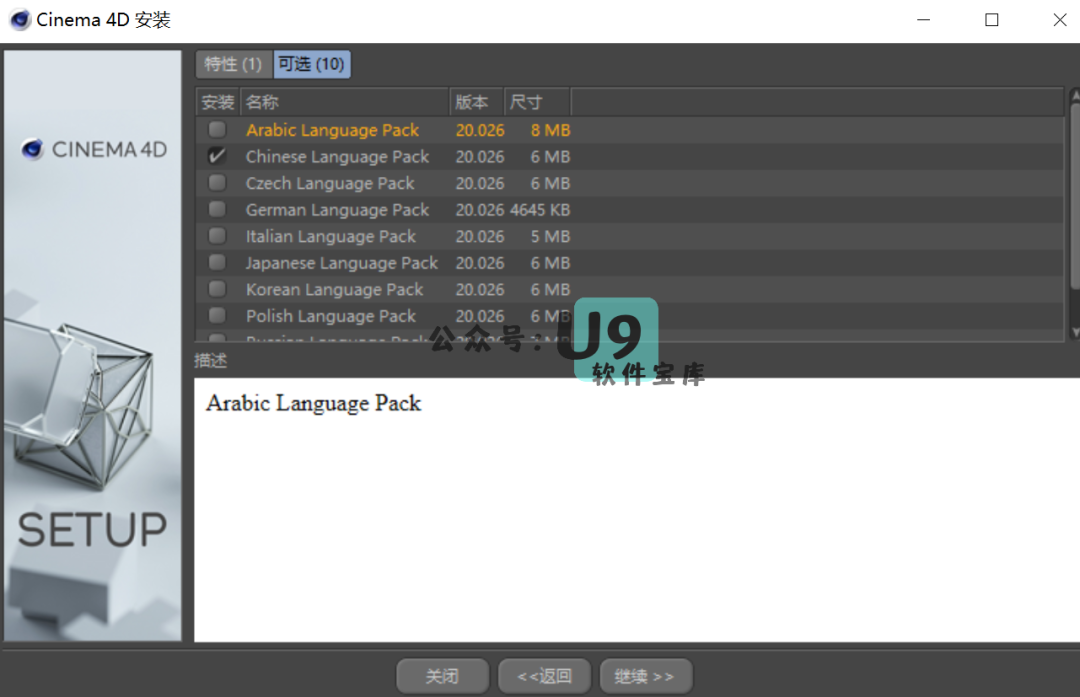 Cinema 4D 安装
特性 (1) 可选 (10)
安装 名称 版本 尺寸
Arabic Language Pack 20.026 8 MB
Chinese Language Pack 20.026 6 MB
Czech Language Pack 20.026 6 MB
German Language Pack 20.026 4645 KB
Italian Language Pack 20.026 5 MB
Japanese Language Pack 20.026 6 MB
Korean Language Pack 20.026 6 MB
Polish Language Pack 20.026 6 MB
Russian Language Pack
公众号：U9
软件宝库
描述
Arabic Language Pack
CINEMA 4D
SETUP
关闭 <<返回 继续 >>